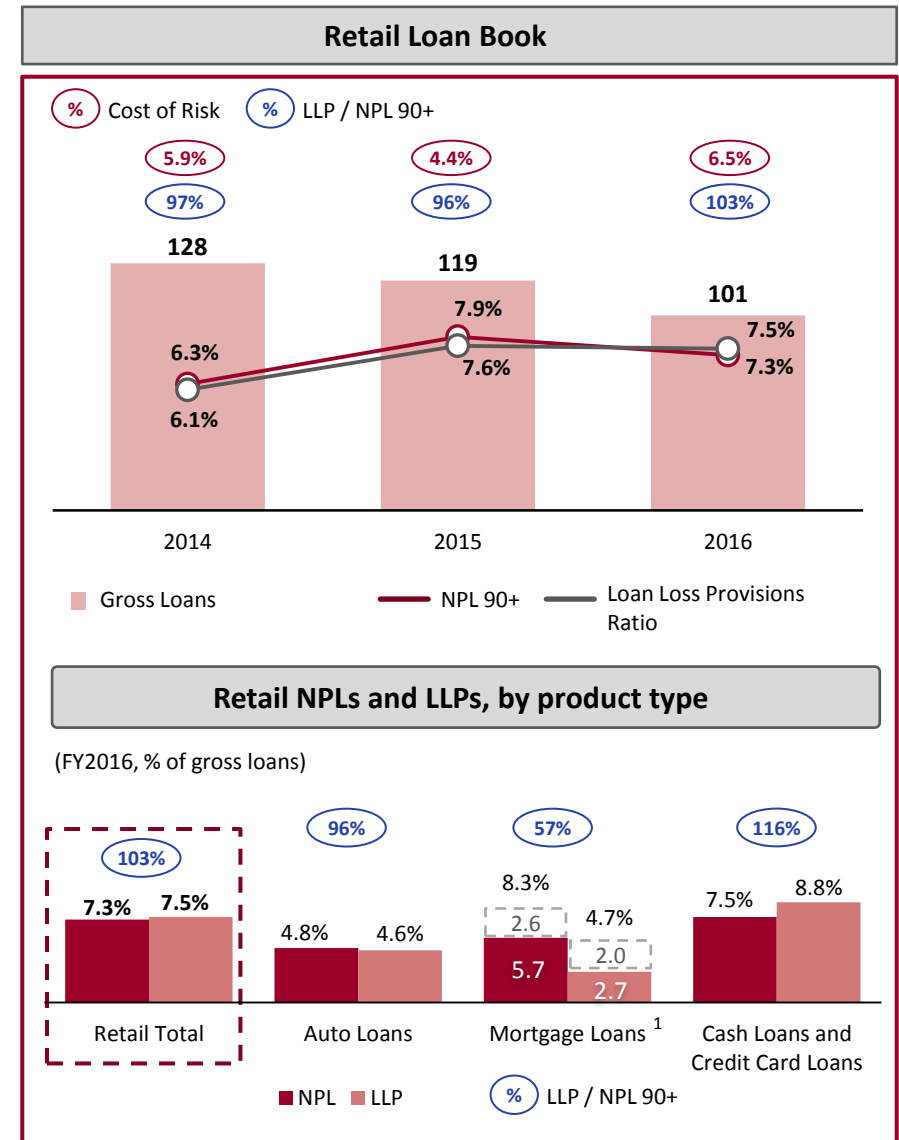 Retail Loan Book
% Cost of Risk % LLP / NPL 90+
5.9% 4.4% 6.5%
97% 96% 103%
128 119 101
6.3% 7.9% 7.5%
6.1% 7.6% 7.3%
2014 2015 2016
Gross Loans NPL 90+ Loan Loss Provisions
Ratio
Retail NPLs and LLPs, by product type
(FY2016, % of gross loans)
103% 96% 57% 116%
7.3% 7.5% 4.8% 4.6% 8.3% 4.7% 7.5% 8.8%
2.6 2.0
5.7 2.7
Retail Total Auto Loans Mortgage Loans 1 Cash Loans and
Credit Card Loans
NPL LLP % LLP / NPL 90+